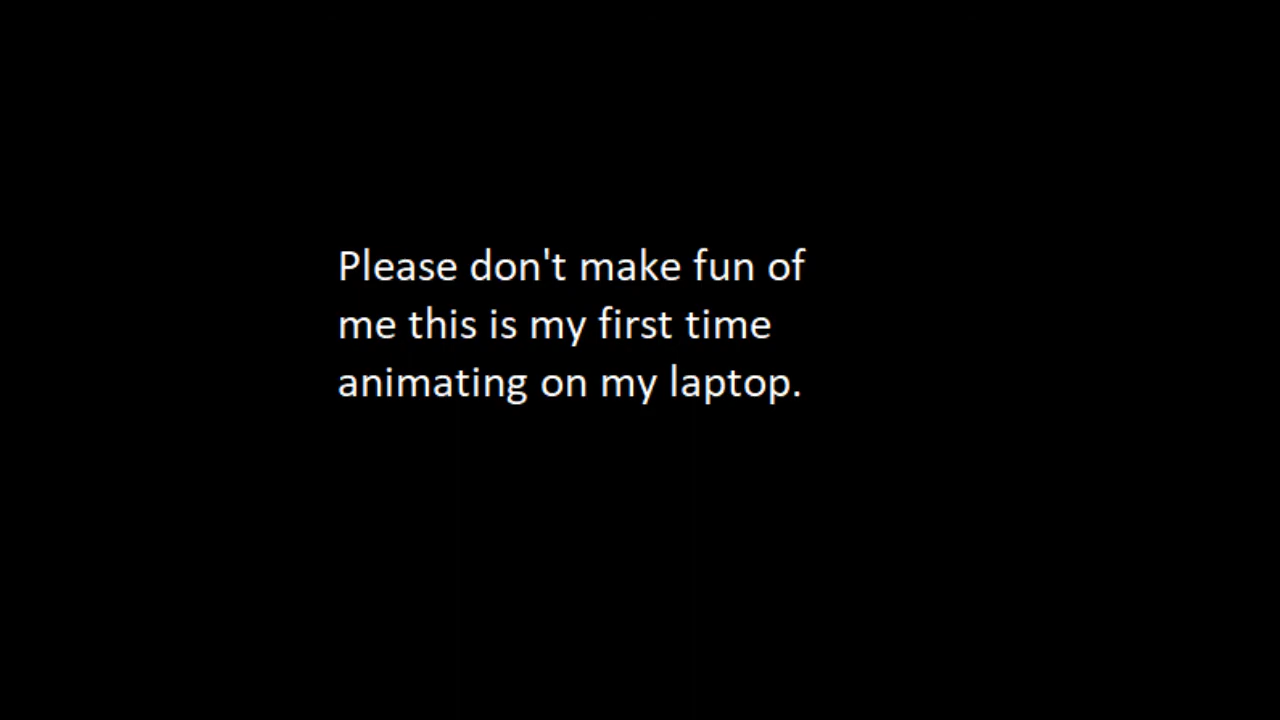 Please don't make fun of
me this is my first time
animating on my laptop.